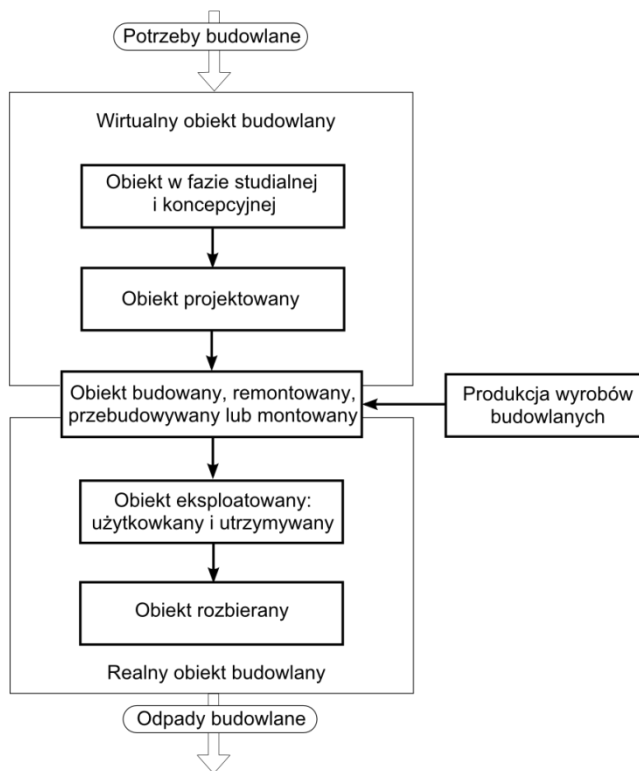 Potrzeby budowlane
Wirtualny obiekt budowlany
Obiekt w fazie studialnej
i koncepcyjnej
Obiekt projektowany
Obiekt budowany, remontowany,
przebudowywany lub montowany
Produkcja wyrobów
budowlanych
Obiekt eksploatowany:
użytkowkany i utrzymywany
Obiekt rozbierany
Realny obiekt budowlany
Odpady budowlane